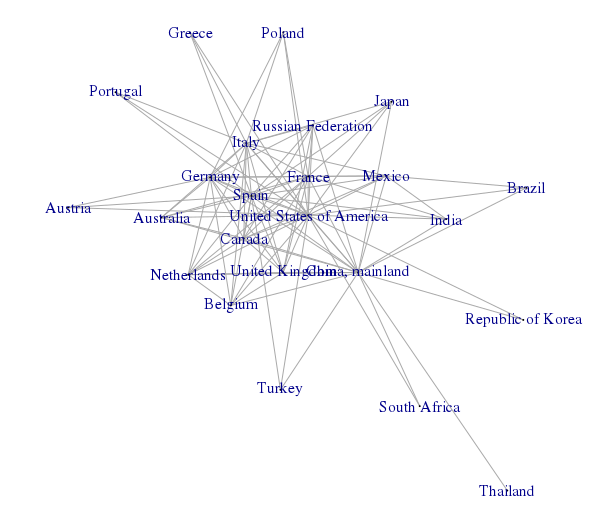 Greece
Poland
Portugal
Japan
Russian Federation
Italy
Germany
France
Mexico
Spain
Brazil
Austria
Australia
United States of America
India
Canada
Netherlands
United Kingdom
China, mainland
Belgium
Republic of Korea
Turkey
South Africa
Thailand